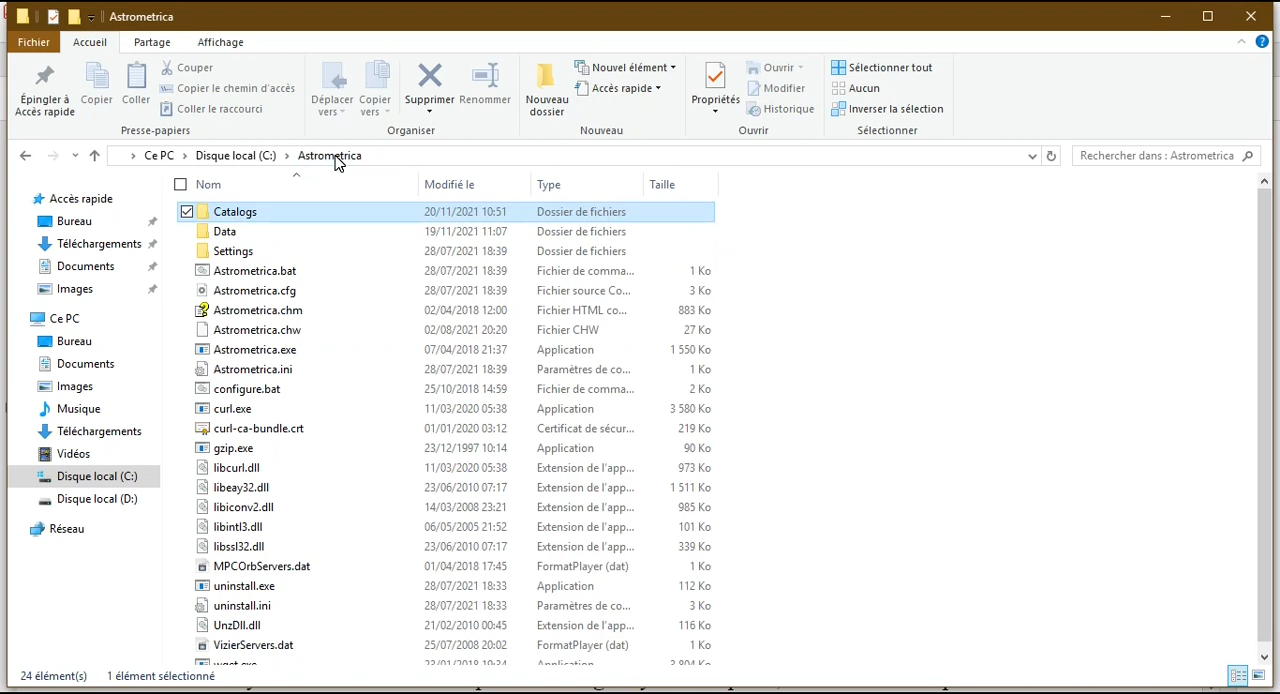 Astrometrica
Fichier Accueil Partage Affichage
Épingler à Accès rapide
Copier
Coller
Couper
Copier le chemin d'accès
Coller le raccourci
Presse-papiers
Déplacer vers
Copier vers
Supprimer
Renommer
Organiser
Nouveau dossier
Nouvel élément
Accès rapide
Nouveau
Propriétés
Ouvrir
Modifier
Historique
Ouvrir
Sélectionner tout
Aucun
Inverser la sélection
Sélectionner
Ce PC > Disque local (C:) > Astrometrica
Rechercher dans : Astrometrica
Accès rapide
Bureau
Téléchargements
Documents
Images
Ce PC
Bureau
Documents
Images
Musique
Téléchargements
Vidéos
Disque local (C:)
Disque local (D:)
Réseau
Nom Modifié le Type Taille
Catalogs 20/11/2021 10:51 Dossier de fichiers
Data 19/11/2021 11:07 Dossier de fichiers
Settings 28/07/2021 18:39 Dossier de fichiers
Astrometrica.bat 28/07/2021 18:39 Fichier de comma... 1 Ko
Astrometrica.cfg 28/07/2021 18:39 Fichier source Co... 3 Ko
Astrometrica.chm 02/04/2018 12:00 Fichier HTML co... 883 Ko
Astrometrica.chw 02/08/2021 20:20 Fichier CHW 27 Ko
Astrometrica.exe 07/04/2018 21:37 Application 1 550 Ko
Astrometrica.ini 28/07/2021 18:39 Paramètres de co... 1 Ko
configure.bat 25/10/2018 14:59 Fichier de comma... 2 Ko
curl.exe 11/03/2020 05:38 Application 3 580 Ko
curl-ca-bundle.crt 01/01/2020 03:12 Certificat de sécur... 219 Ko
gzip.exe 23/12/1997 10:14 Application 90 Ko
libcurl.dll 11/03/2020 05:38 Extension de l'app... 973 Ko
libeay32.dll 23/06/2010 07:17 Extension de l'app... 1 511 Ko
libiconv2.dll 14/03/2008 23:21 Extension de l'app... 985 Ko
libintl3.dll 06/05/2005 21:52 Extension de l'app... 101 Ko
libssl32.dll 23/06/2010 07:17 Extension de l'app... 339 Ko
MPCOrbServers.dat 01/04/2018 17:45 FormatPlayer (dat) 1 Ko
uninstall.exe 28/07/2021 18:33 Application 112 Ko
uninstall.ini 28/07/2021 18:33 Paramètres de co... 3 Ko
UnzDll.dll 21/02/2010 00:45 Extension de l'app... 116 Ko
VizierServers.dat 25/07/2008 20:02 FormatPlayer (dat) 1 Ko
wget.exe 23/01/2018 19:34 Application 3 804 Ko
24 élément(s) 1 élément sélectionné